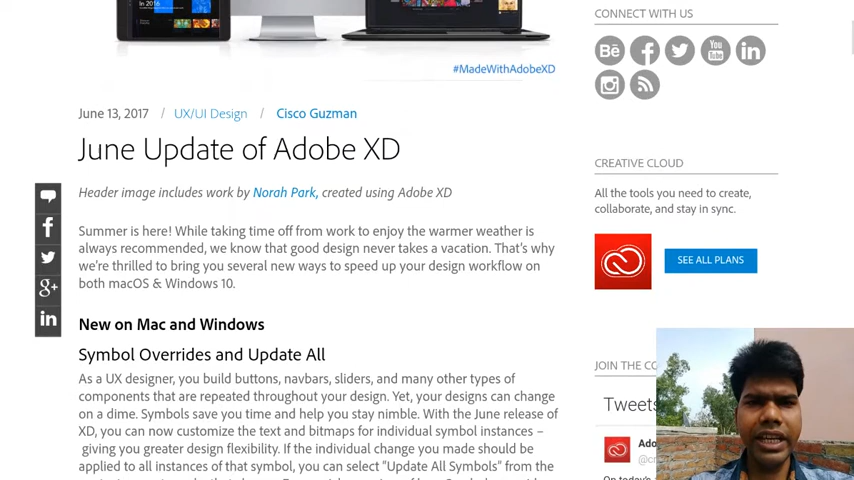 In 2016
#MadeWithAdobeXD
June 13, 2017 / UX/UI Design / Cisco Guzman
June Update of Adobe XD
Header image includes work by Norah Park, created using Adobe XD
Summer is here! While taking time off from work to enjoy the warmer weather is
always recommended, we know that good design never takes a vacation. That's why
we're thrilled to bring you several new ways to speed up your design workflow on
both macOS & Windows 10.
New on Mac and Windows
Symbol Overrides and Update All
As a UX designer, you build buttons, navbars, sliders, and many other types of
components that are repeated throughout your design. Yet, your designs can change
on a dime. Symbols save you time and help you stay nimble. With the June release of
XD, you can now customize the text and bitmaps for individual symbol instances –
giving you greater design flexibility. If the individual change you made should be
applied to all instances of that symbol, you can select "Update All Symbols" from the
CONNECT WITH US
Bē
You
Tube
in
CREATIVE CLOUD
All the tools you need to create,
collaborate, and stay in sync.
SEE ALL PLANS
JOIN THE CO
Tweets
Ado
f
g+
in